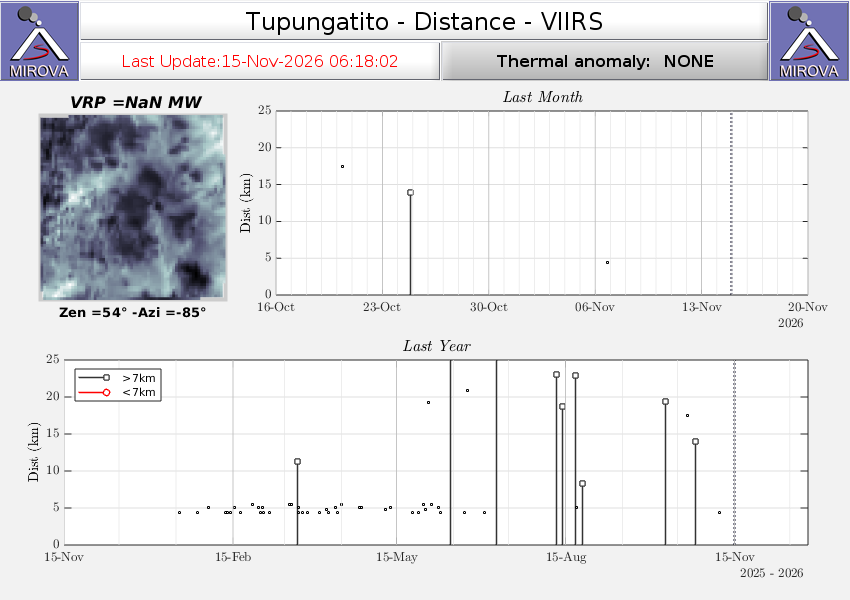 Tupungatito - Distance - VIIRS
MIROVA
Last Update:15-Nov-2026 06:18:02
Thermal anomaly: NONE
MIROVA
VRP =NaN MW
Zen =54° -Azi =-85°
Last Month
Dist (km)
25
20
15
10
5
0
16-Oct
23-Oct
30-Oct
06-Nov
13-Nov
20-Nov
2026
Last Year
Dist (km)
25
20
15
10
5
0
>7km
<7km
15-Nov
15-Feb
15-May
15-Aug
15-Nov
2025 - 2026